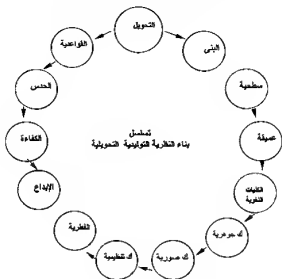 التحويل
البنى
سطحية
عميقة
الكليات
اللغوية
ك جوهرية
ك صورية
ك تنظيمية
الفطرية
الإبداع
الكفاءة
الحدس
القواعدية
تسلسل
بناء النظرية التوليدية التحويلية